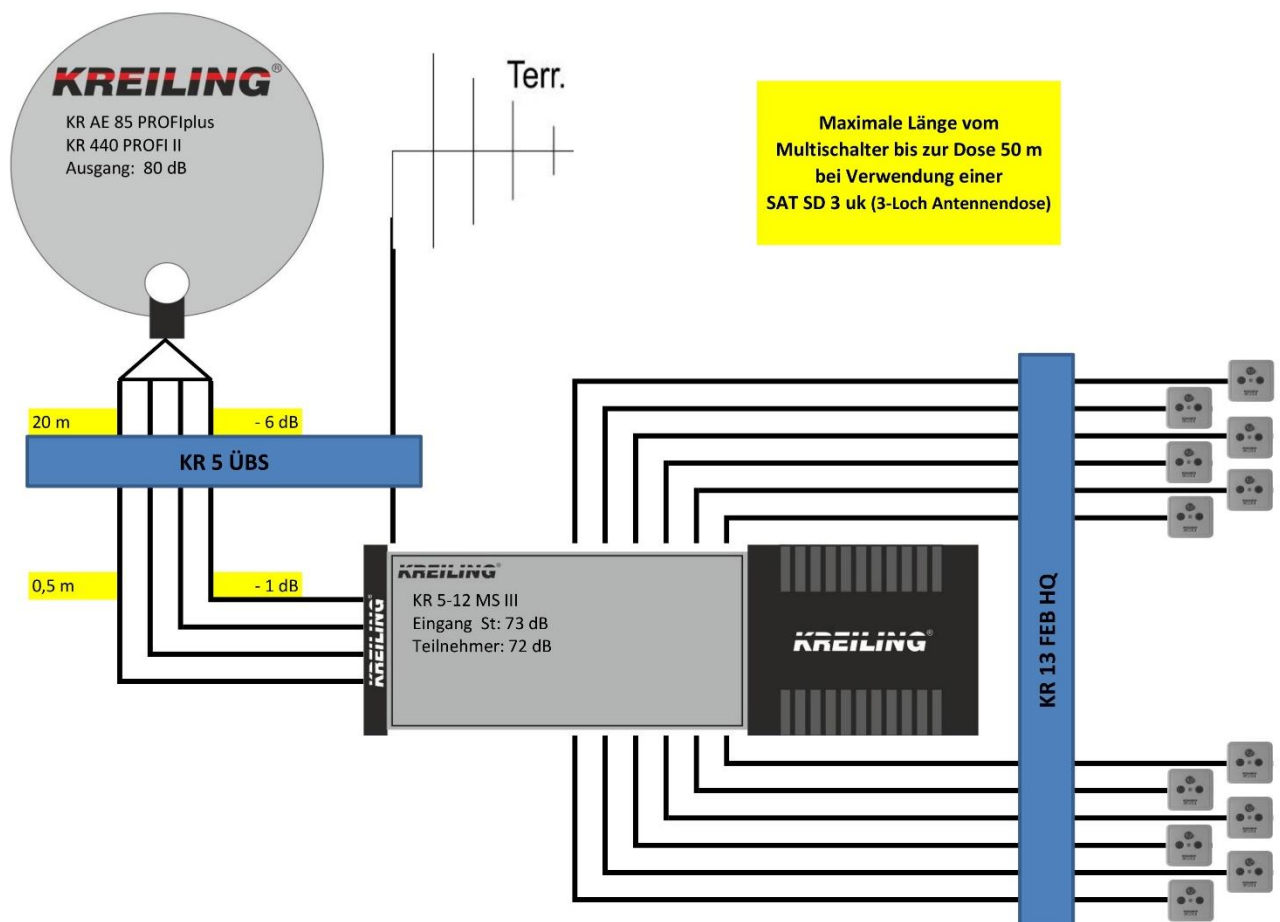 KREILING®
KR AE 85 PROFIplus
KR 440 PROFI II
Ausgang: 80 dB
Terr.
Maximale Länge vom
Multischalter bis zur Dose 50 m
bei Verwendung einer
SAT SD 3 uk (3-Loch Antennendose)
20 m
- 6 dB
KR 5 ÜBS
0,5 m
- 1 dB
KREILING
KREILING®
KR 5-12 MS III
Eingang St: 73 dB
Teilnehmer: 72 dB
KREILING®
KR 13 FEB HQ